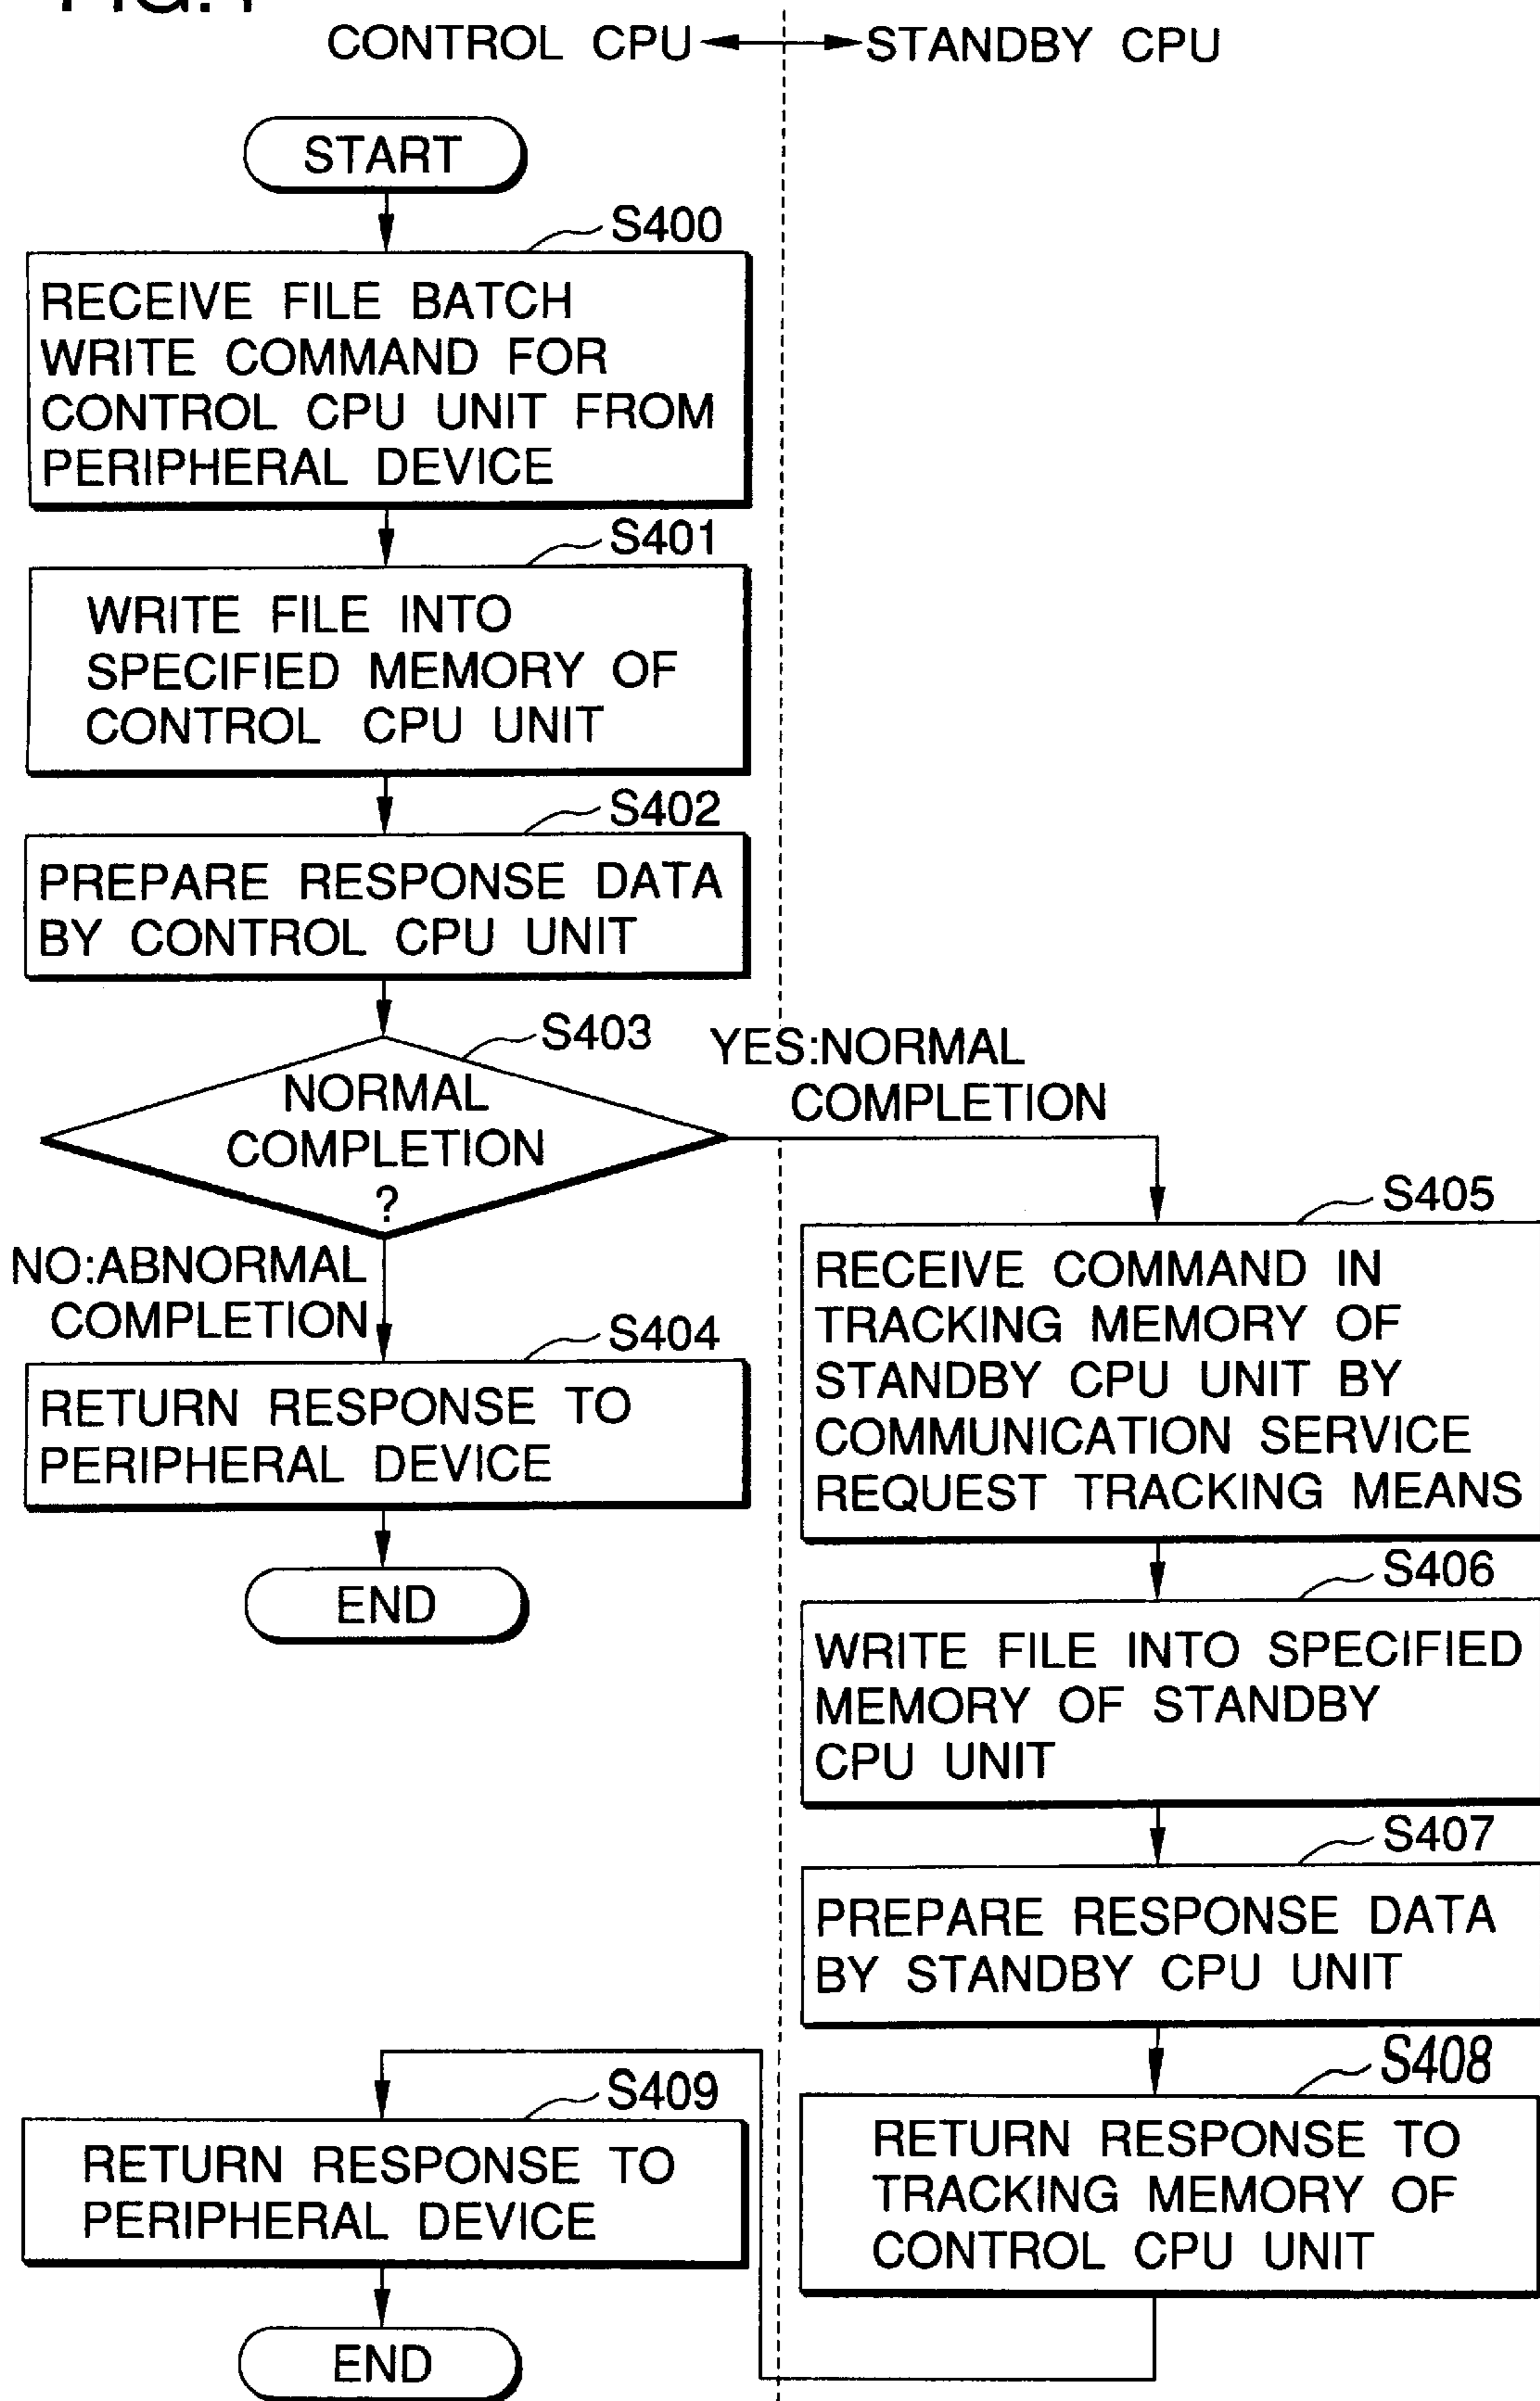 CONTROL CPU
STANDBY CPU
START
S400
RECEIVE FILE BATCH
WRITE COMMAND FOR
CONTROL CPU UNIT FROM
PERIPHERAL DEVICE
S401
WRITE FILE INTO
SPECIFIED MEMORY OF
CONTROL CPU UNIT
S402
PREPARE RESPONSE DATA
BY CONTROL CPU UNIT
S403
NORMAL
COMPLETION
?
YES:NORMAL
COMPLETION
NO:ABNORMAL
COMPLETION
S404
RETURN RESPONSE TO
PERIPHERAL DEVICE
END
S405
RECEIVE COMMAND IN
TRACKING MEMORY OF
STANDBY CPU UNIT BY
COMMUNICATION SERVICE
REQUEST TRACKING MEANS
S406
WRITE FILE INTO SPECIFIED
MEMORY OF STANDBY
CPU UNIT
S407
PREPARE RESPONSE DATA
BY STANDBY CPU UNIT
S408
RETURN RESPONSE TO
TRACKING MEMORY OF
CONTROL CPU UNIT
S409
RETURN RESPONSE TO
PERIPHERAL DEVICE
END